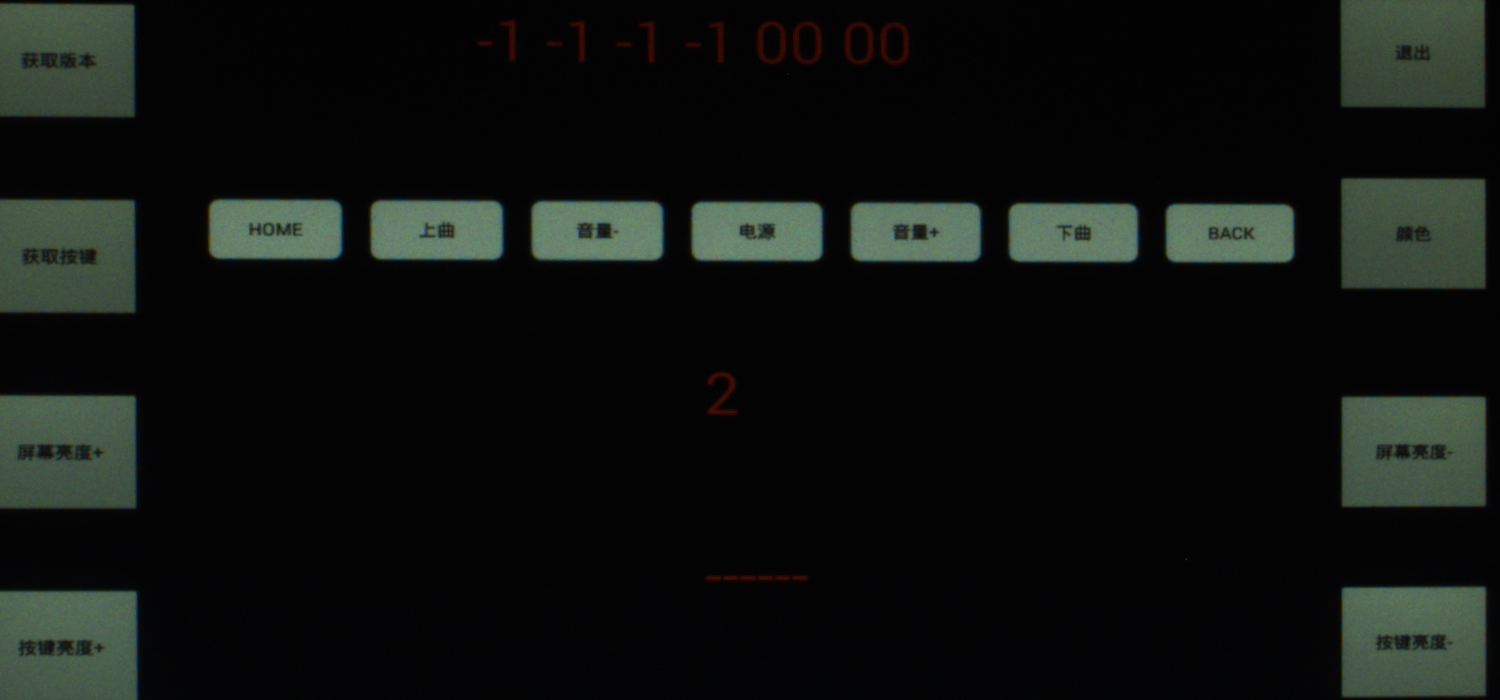 -1 -1 -1 -1 00 00
获取版本
退出
HOME
上曲
音量-
电源
音量+
下曲
BACK
获取按键
颜色
2
屏幕亮度+
屏幕亮度-
------
按键亮度+
按键亮度-